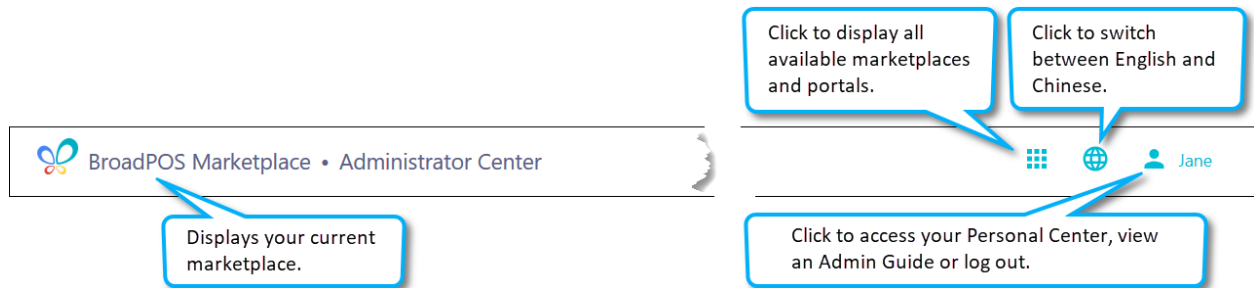 Click to display all
available marketplaces
and portals.
Click to switch
between English and
Chinese.
BroadPOS Marketplace • Administrator Center
Jane
Displays your current
marketplace.
Click to access your Personal Center, view
an Admin Guide or log out.